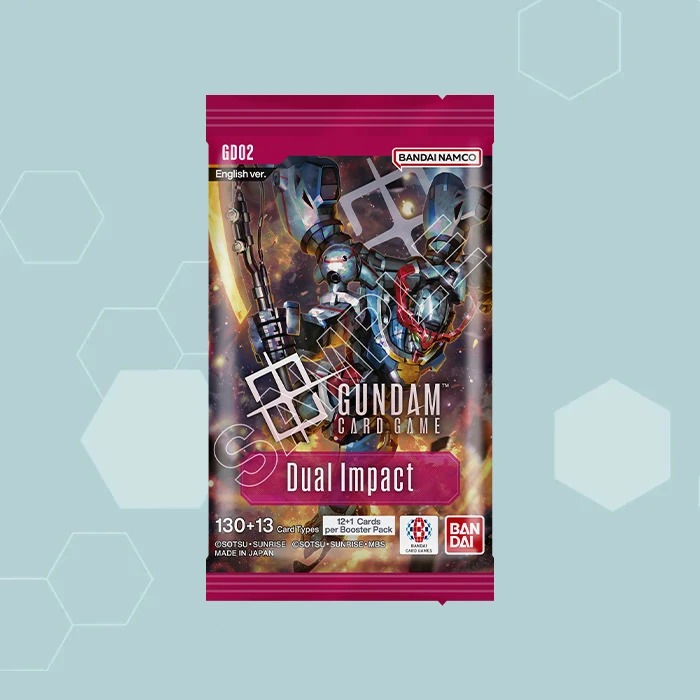 GD02
BANDAI NAMCO
English ver.
SAMPLE
GUNDAM™
CARD GAME
Dual Impact
130+13 Card Types
12+1 Cards
per Booster Pack
BANDAI
CARD GAMES
BAN
DAI
©SOTSU・SUNRISE ©SOTSU・SUNRISE・MBS
MADE IN JAPAN